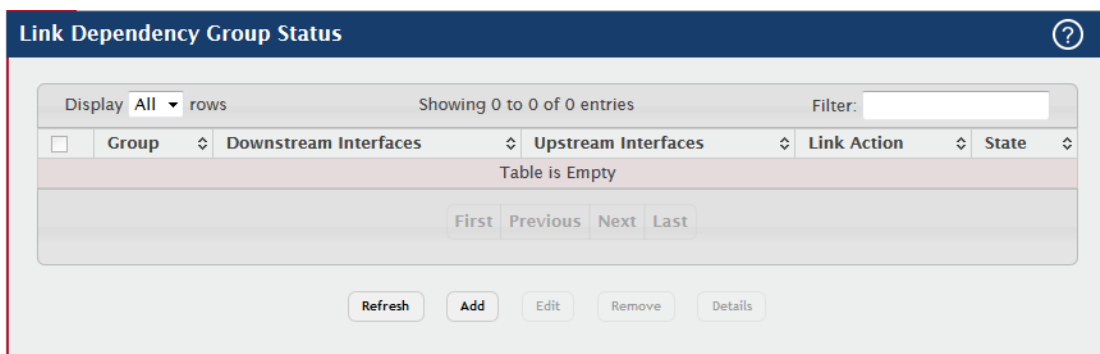 Link Dependency Group Status ?
Display All rows Showing 0 to 0 of 0 entries Filter:
Group Downstream Interfaces Upstream Interfaces Link Action State
Table is Empty
First Previous Next Last
Refresh Add Edit Remove Details